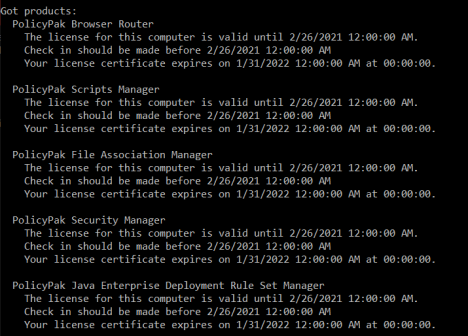 Got products:
PolicyPak Browser Router
The license for this computer is valid until 2/26/2021 12:00:00 AM.
Check in should be made before 2/26/2021 12:00:00 AM
Your license certificate expires on 1/31/2022 12:00:00 AM at 00:00:00.
PolicyPak Scripts Manager
The license for this computer is valid until 2/26/2021 12:00:00 AM.
Check in should be made before 2/26/2021 12:00:00 AM
Your license certificate expires on 1/31/2022 12:00:00 AM at 00:00:00.
PolicyPak File Association Manager
The license for this computer is valid until 2/26/2021 12:00:00 AM.
Check in should be made before 2/26/2021 12:00:00 AM
Your license certificate expires on 1/31/2022 12:00:00 AM at 00:00:00.
PolicyPak Security Manager
The license for this computer is valid until 2/26/2021 12:00:00 AM.
Check in should be made before 2/26/2021 12:00:00 AM
Your license certificate expires on 1/31/2022 12:00:00 AM at 00:00:00.
PolicyPak Java Enterprise Deployment Rule Set Manager
The license for this computer is valid until 2/26/2021 12:00:00 AM.
Check in should be made before 2/26/2021 12:00:00 AM
Your license certificate expires on 1/31/2022 12:00:00 AM at 00:00:00.